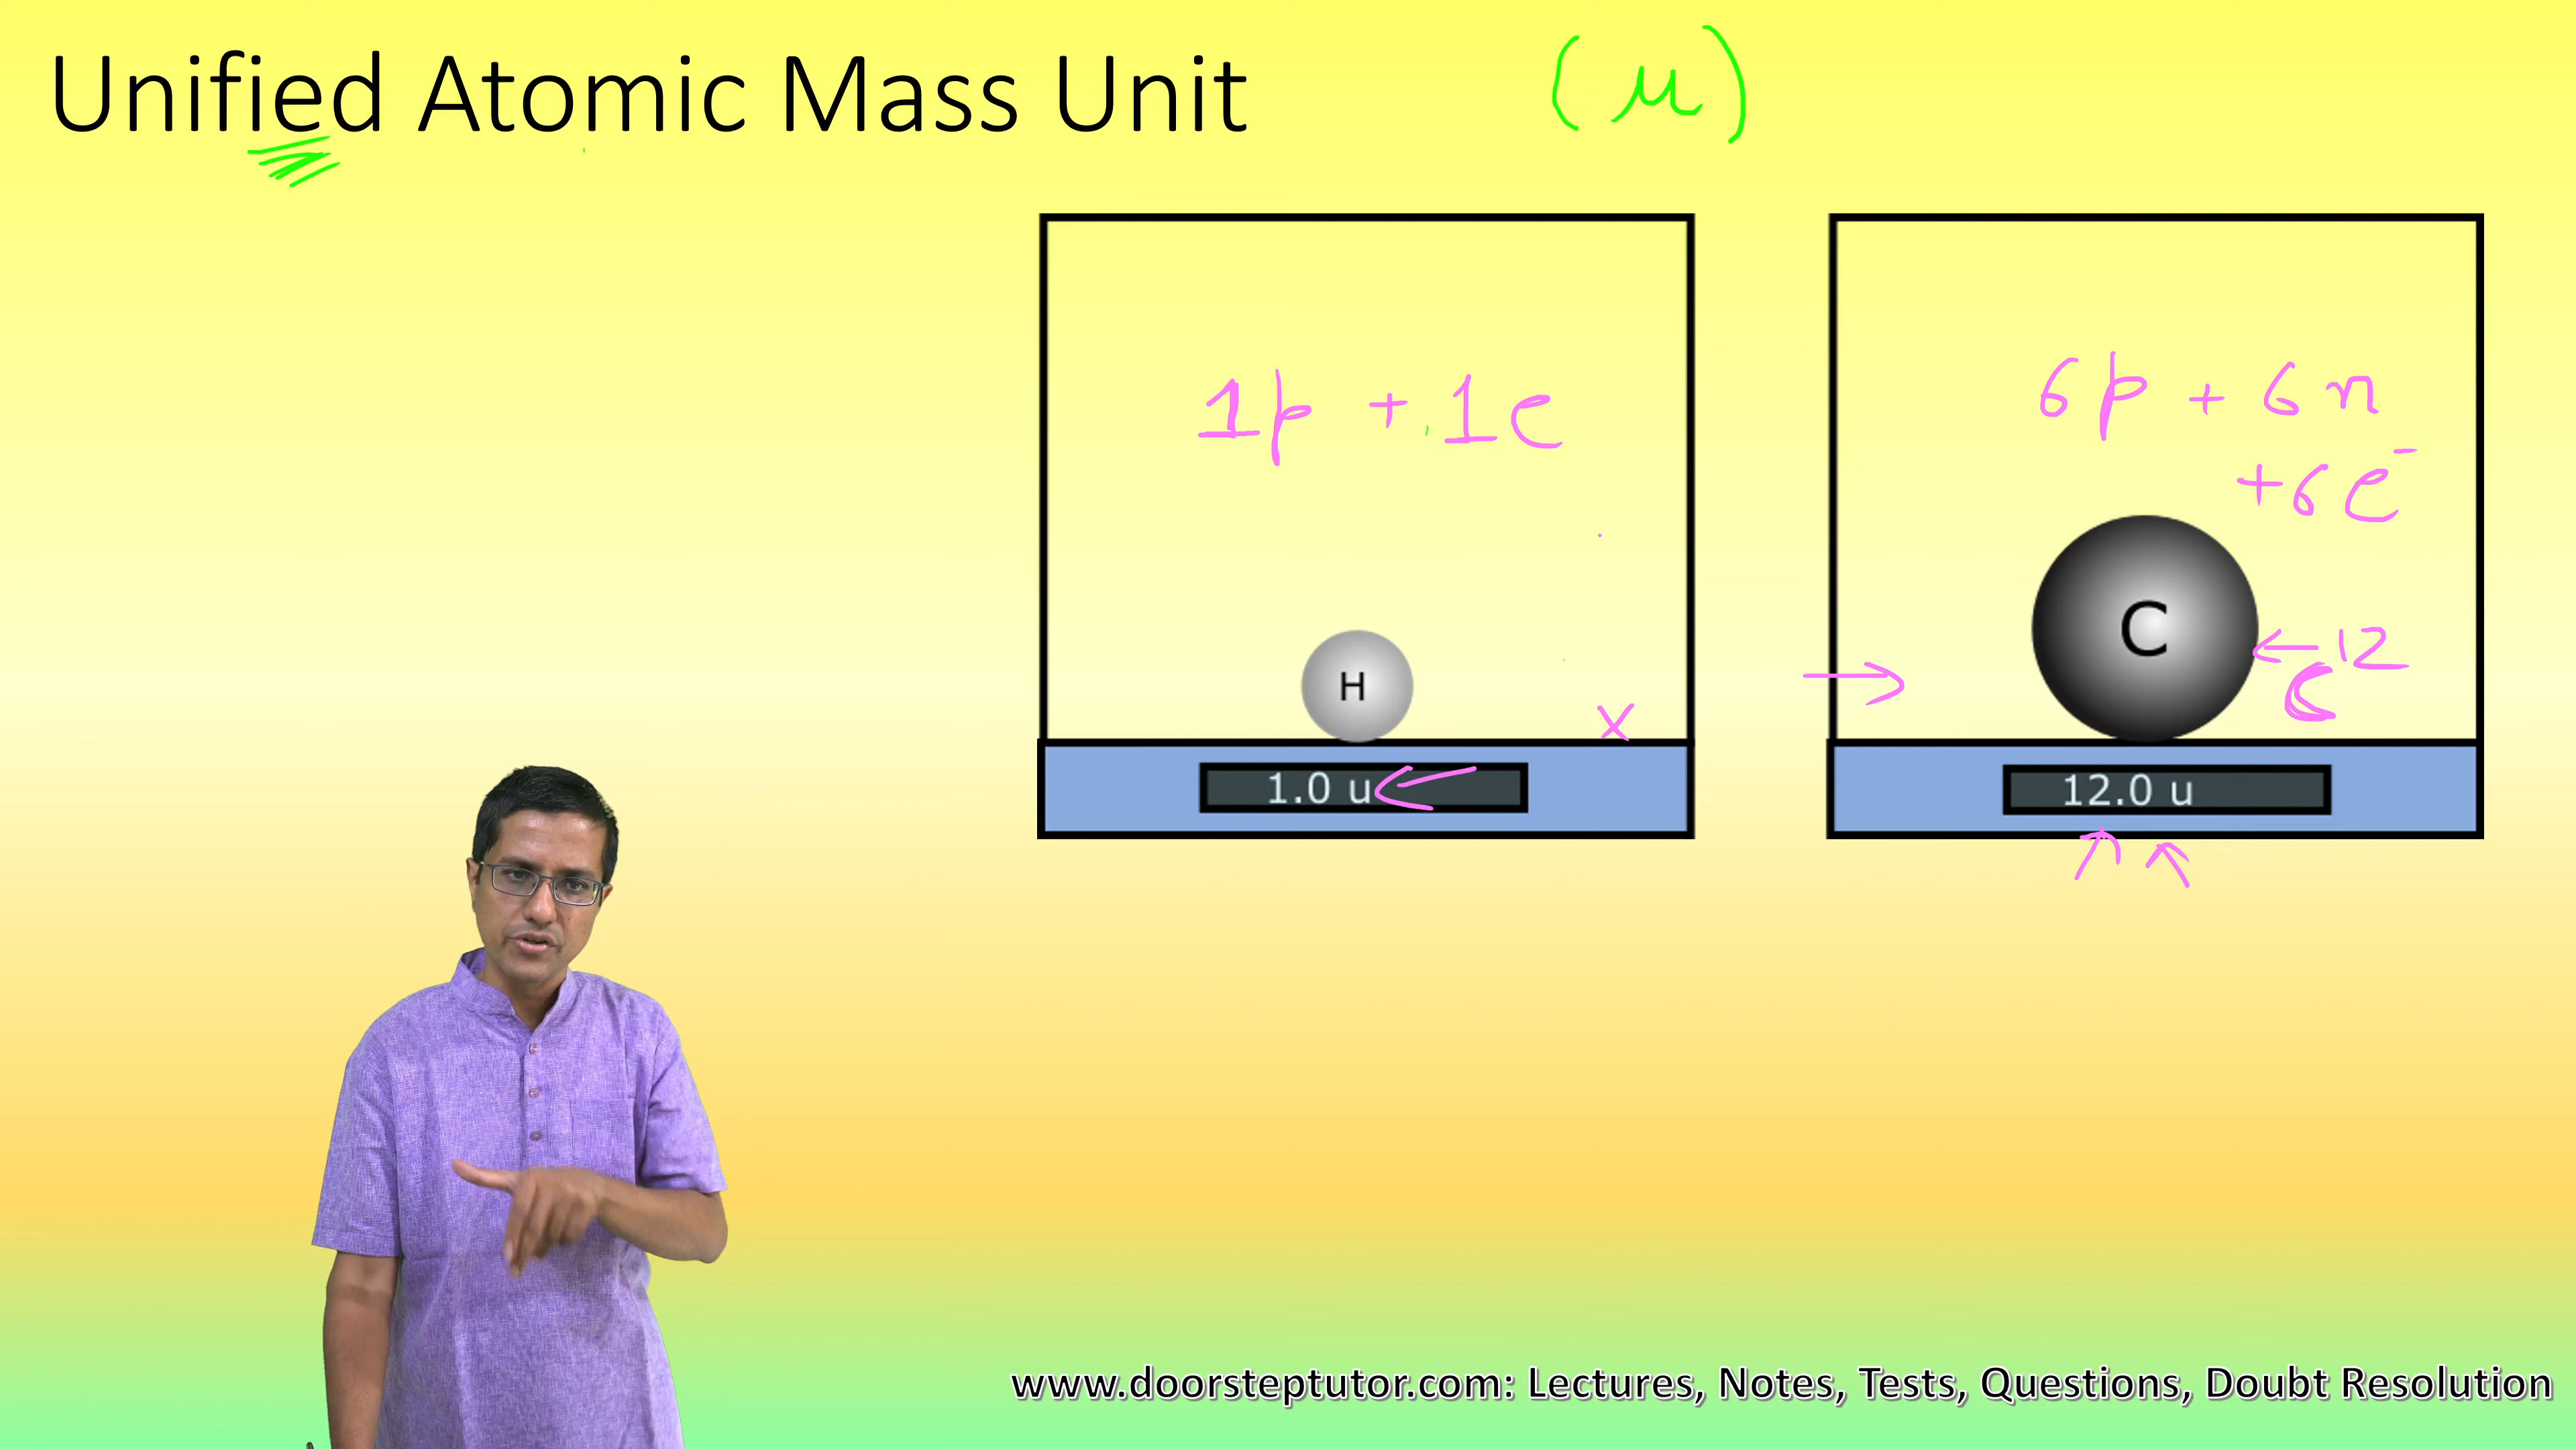 Unified Atomic Mass Unit (u)
1p + 1e
6p + 6n
+6e⁻
H
C
12
C
X
1.0 u
12.0 u
www.doorsteptutor.com: Lectures, Notes, Tests, Questions, Doubt Resolution